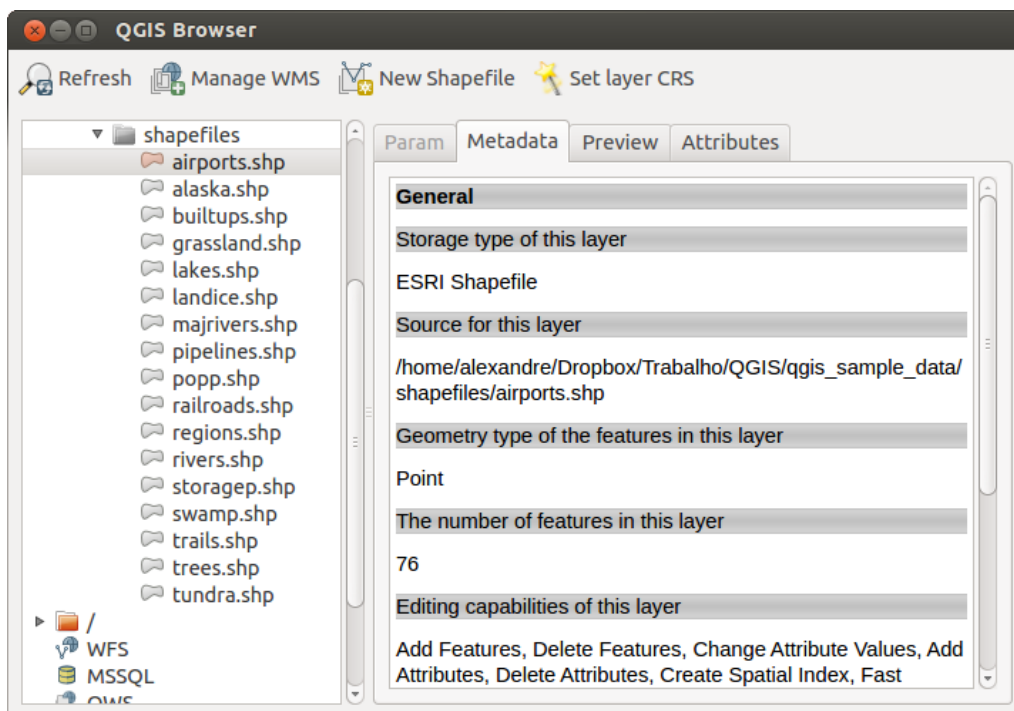 QGIS Browser
Refresh Manage WMS New Shapefile Set layer CRS
shapefiles
airports.shp
alaska.shp
builtups.shp
grassland.shp
lakes.shp
landice.shp
majrivers.shp
pipelines.shp
popp.shp
railroads.shp
regions.shp
rivers.shp
storagep.shp
swamp.shp
trails.shp
trees.shp
tundra.shp
/
WFS
MSSQL
OWS
Param Metadata Preview Attributes
General
Storage type of this layer
ESRI Shapefile
Source for this layer
/home/alexandre/Dropbox/Trabalho/QGIS/qgis_sample_data/
shapefiles/airports.shp
Geometry type of the features in this layer
Point
The number of features in this layer
76
Editing capabilities of this layer
Add Features, Delete Features, Change Attribute Values, Add
Attributes, Delete Attributes, Create Spatial Index, Fast